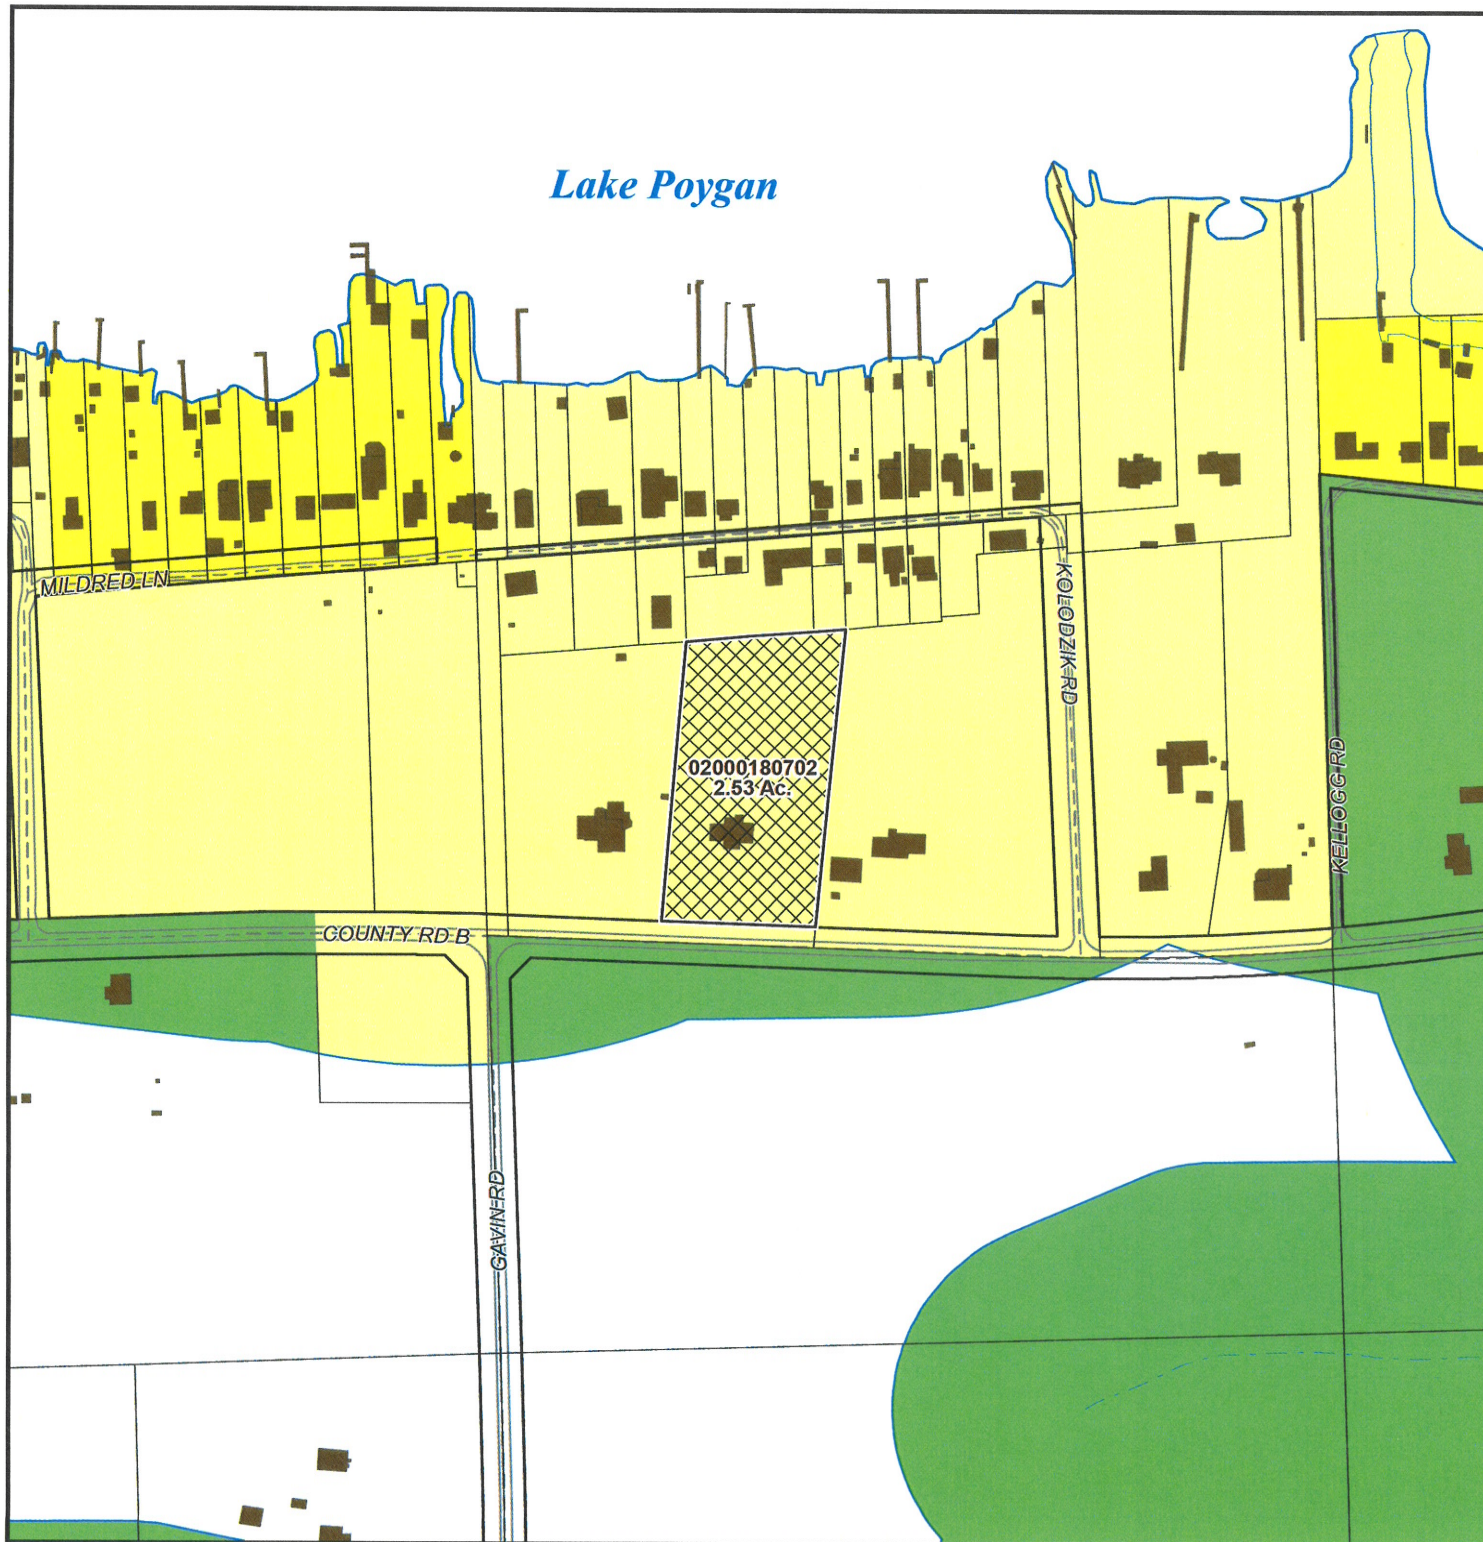 Lake Poygan
MILDRED LN
KOLODZIK RD
02000180702
2.53 Ac.
KELLOGG RD
COUNTY RD B
GAVIN RD